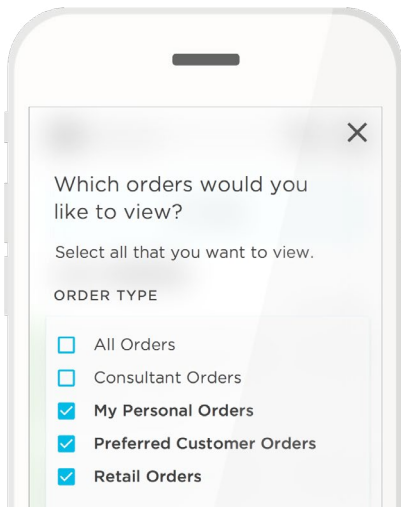 Which orders would you
like to view?
Select all that you want to view.
ORDER TYPE
All Orders
Consultant Orders
My Personal Orders
Preferred Customer Orders
Retail Orders